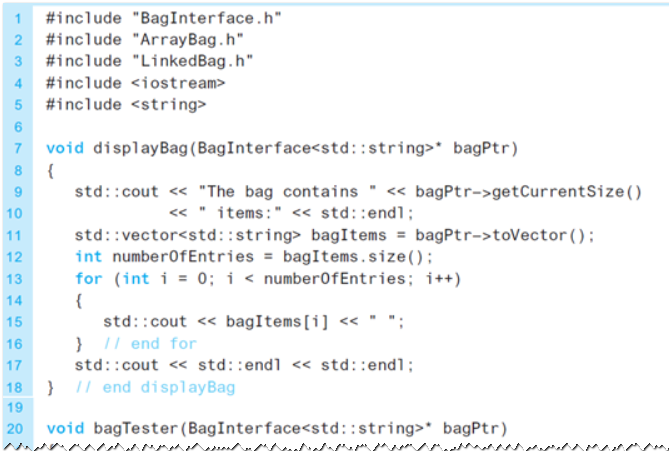 1 #include "BagInterface.h"
2 #include "ArrayBag.h"
3 #include "LinkedBag.h"
4 #include <iostream>
5 #include <string>
6
7 void displayBag(BagInterface<std::string>* bagPtr)
8 {
9    std::cout << "The bag contains " << bagPtr->getCurrentSize()
10             << " items:" << std::endl;
11    std::vector<std::string> bagItems = bagPtr->toVector();
12    int numberOfEntries = bagItems.size();
13    for (int i = 0; i < numberOfEntries; i++)
14    {
15       std::cout << bagItems[i] << " ";
16    }  // end for
17    std::cout << std::endl << std::endl;
18 }  // end displayBag
19
20 void bagTester(BagInterface<std::string>* bagPtr)